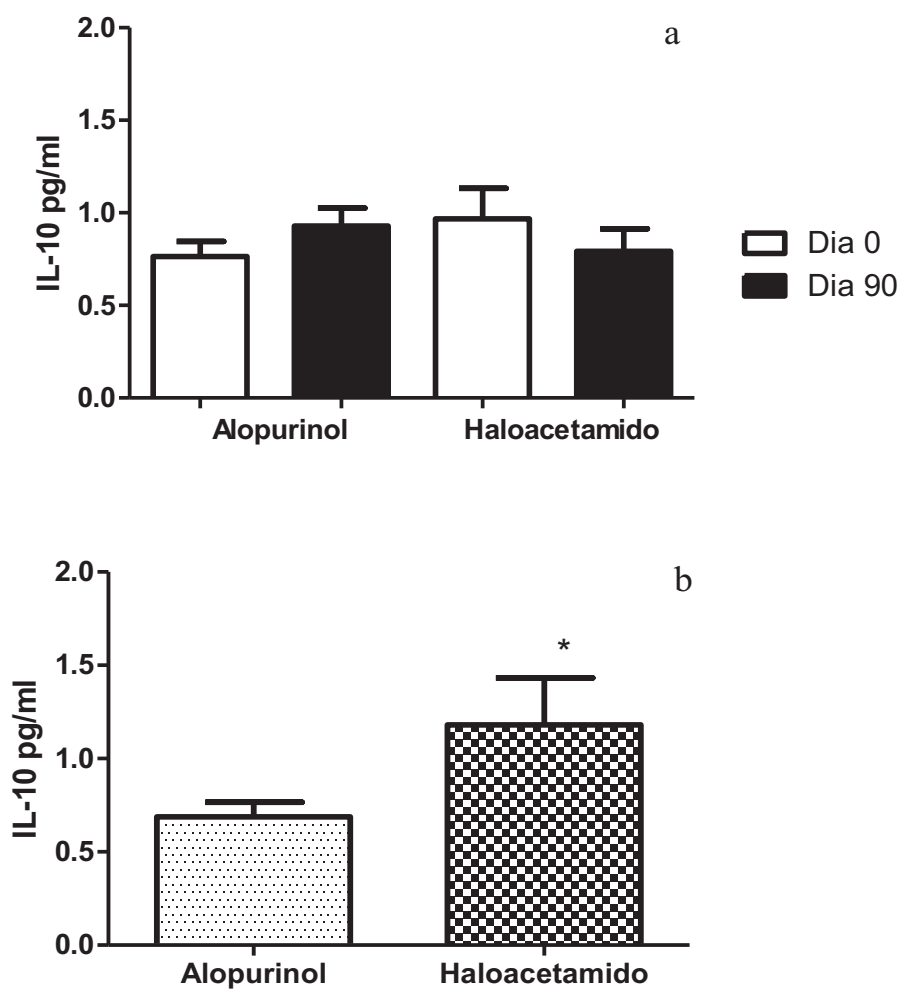 a
IL-10 pg/ml
2.0
1.5
1.0
0.5
0.0
Alopurinol Haloacetamido
Dia 0
Dia 90
b
IL-10 pg/ml
2.0
1.5
1.0
0.5
0.0
*
Alopurinol Haloacetamido